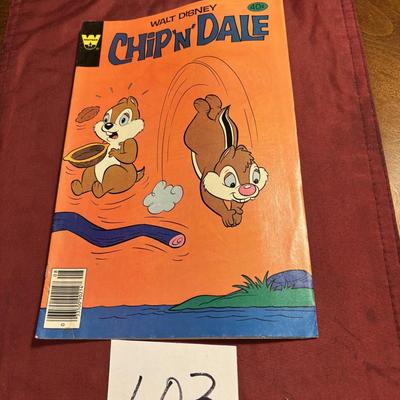 WALT DISNEY
40¢
CHIP 'N' DALE
103